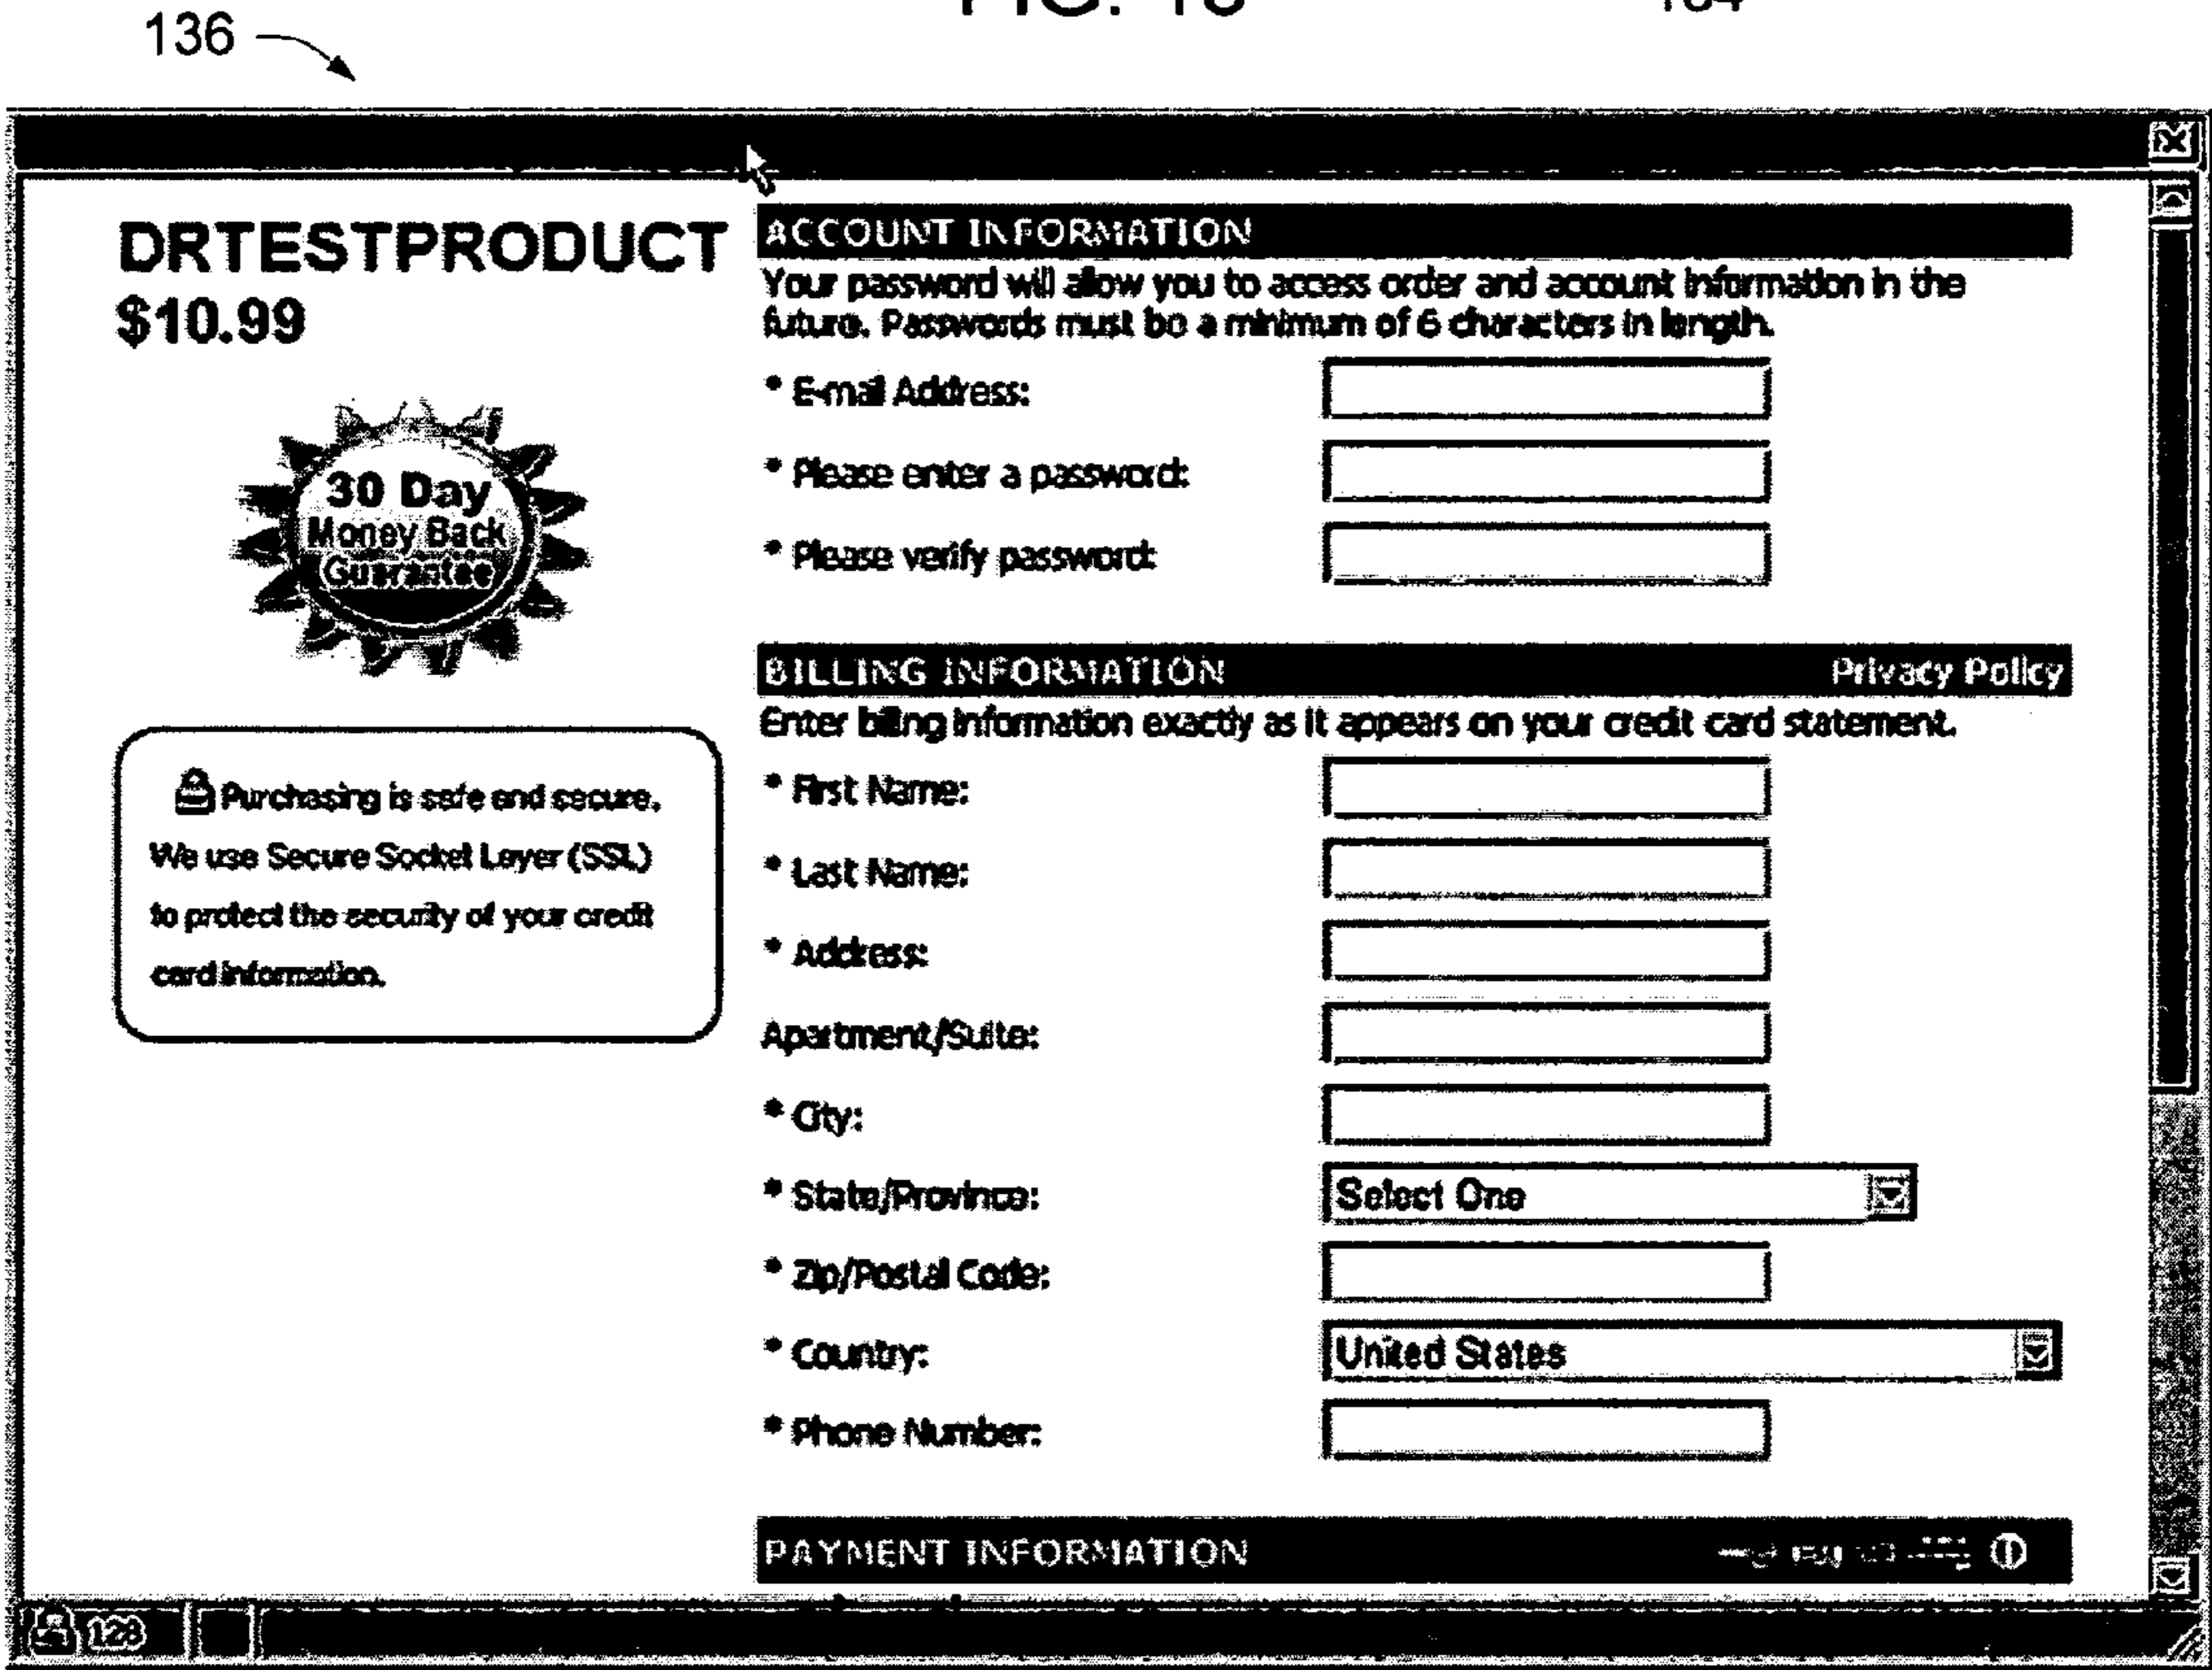 136
DRTESTPRODUCT
$10.99
30 Day
Money Back
Guarantee
Purchasing is safe and secure.
We use Secure Socket Layer (SSL)
to protect the security of your credit
card information.
ACCOUNT INFORMATION
Your password will allow you to access order and account information in the
future. Passwords must be a minimum of 6 characters in length.
* E-mail Address:
* Please enter a password:
* Please verify password:
BILLING INFORMATION Privacy Policy
Enter billing information exactly as it appears on your credit card statement.
* First Name:
* Last Name:
* Address:
Apartment/Suite:
* City:
* State/Province: Select One
* Zip/Postal Code:
* Country: United States
* Phone Number:
PAYMENT INFORMATION
128